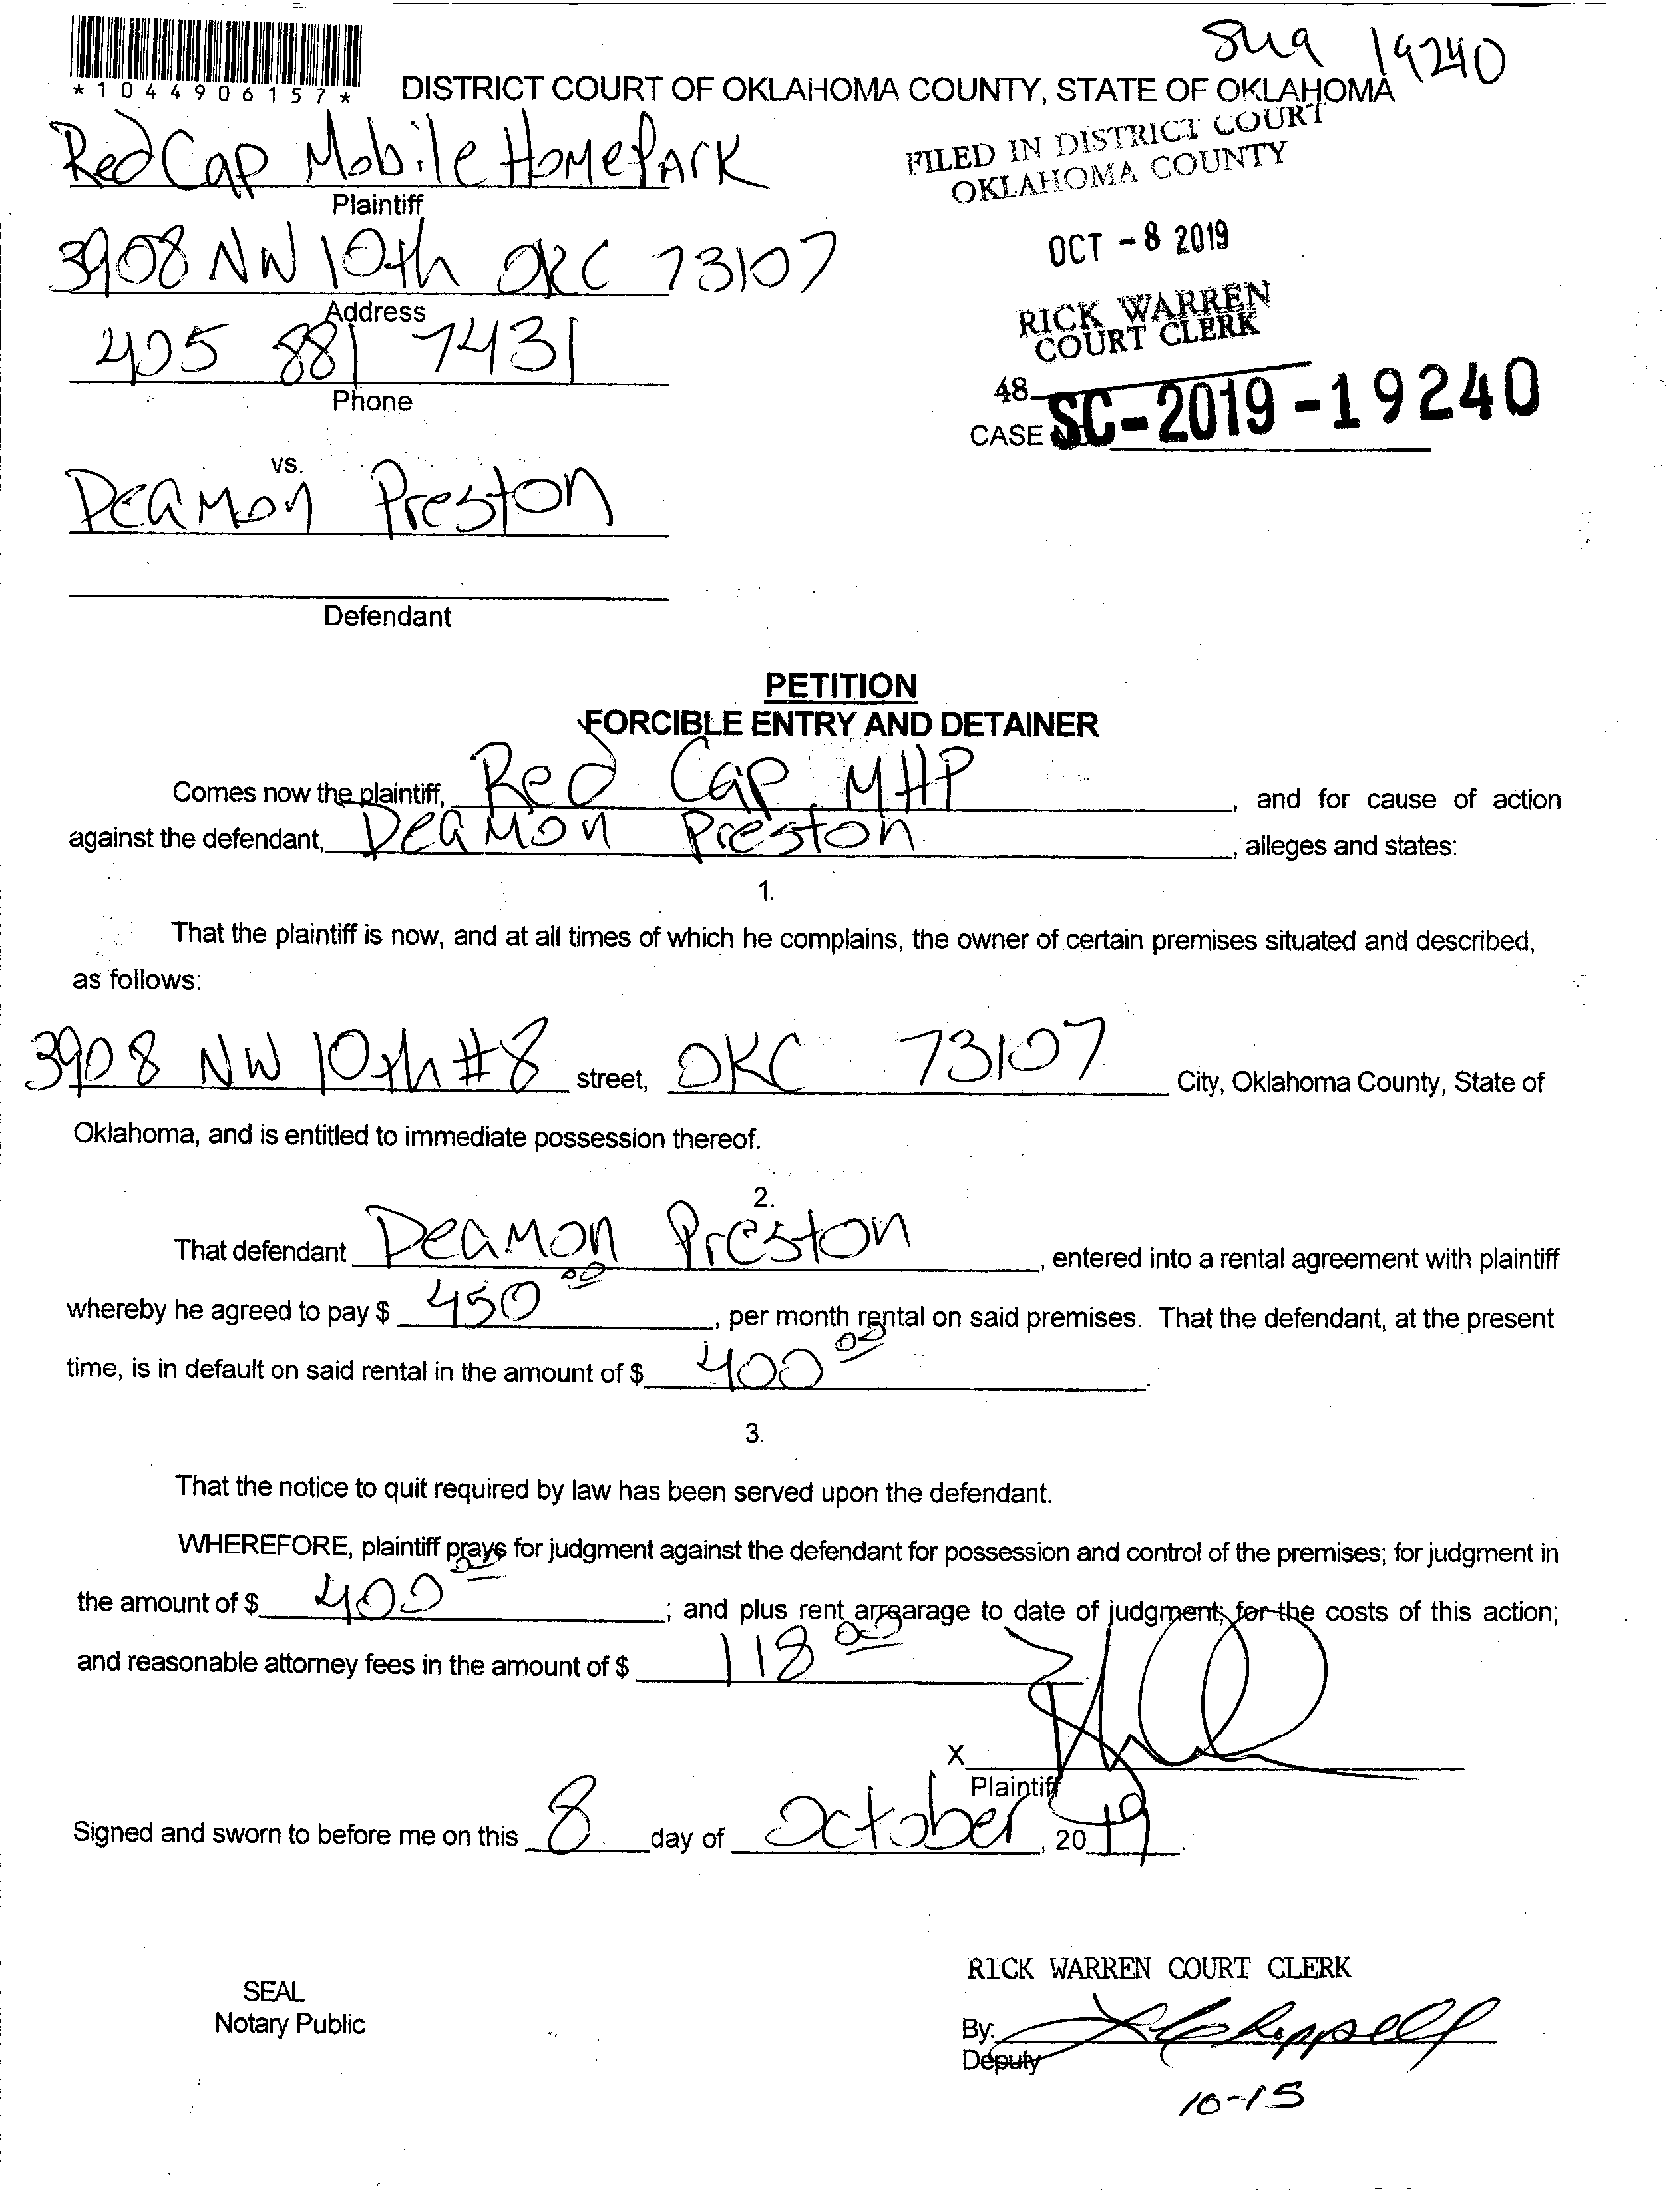 19240
*1044906157*
DISTRICT COURT OF OKLAHOMA COUNTY, STATE OF OKLAHOMA
Red Cap Mobile Home Park
Plaintiff
FILED IN DISTRICT COURT
OKLAHOMA COUNTY
3908 NW 10th OKC 73107
Address
OCT - 8 2019
405 881 7431
Phone
RICK WARREN
COURT CLERK
48
CASE SC-2019-19240
vs.
Deamon Preston
Defendant
PETITION
FORCIBLE ENTRY AND DETAINER
Comes now the plaintiff, Red Cap MHP, and for cause of action
against the defendant, Deamon Preston, alleges and states:
1.
That the plaintiff is now, and at all times of which he complains, the owner of certain premises situated and described,
as follows:
3908 NW 10th #8 street, OKC 73107 City, Oklahoma County, State of
Oklahoma, and is entitled to immediate possession thereof.
2.
That defendant Deamon Preston, entered into a rental agreement with plaintiff
whereby he agreed to pay $ 450 00, per month rental on said premises. That the defendant, at the present
time, is in default on said rental in the amount of $ 400 00.
3.
That the notice to quit required by law has been served upon the defendant.
WHEREFORE, plaintiff prays for judgment against the defendant for possession and control of the premises; for judgment in
the amount of $ 400 00; and plus rent arrearage to date of judgment; for the costs of this action;
and reasonable attorney fees in the amount of $ 118 00
X
Plaintiff
Signed and sworn to before me on this 8 day of October, 2019.
SEAL
Notary Public
RICK WARREN COURT CLERK
By:
Deputy
10-15